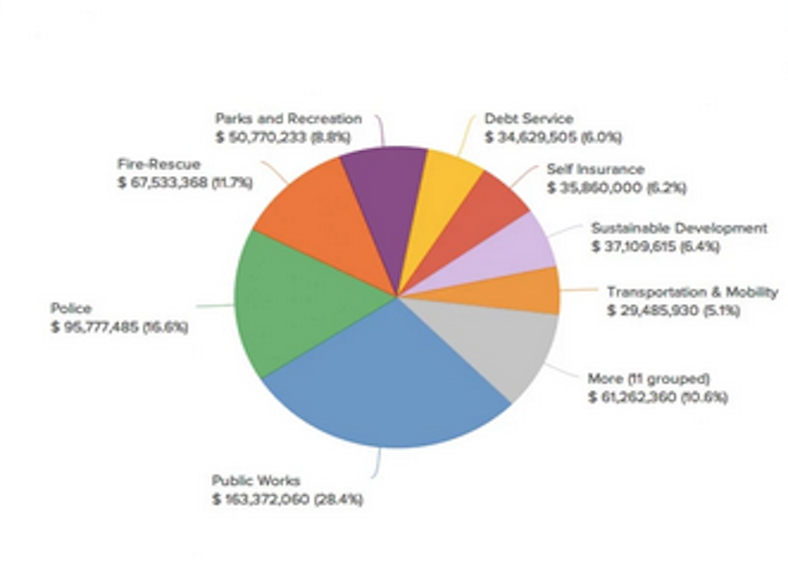 Parks and Recreation
$ 50,770,233 (8.8%)
Debt Service
$ 34,629,505 (6.0%)
Fire-Rescue
$ 67,533,368 (11.7%)
Self Insurance
$ 35,860,000 (6.2%)
Sustainable Development
$ 37,109,615 (6.4%)
Transportation & Mobility
$ 29,485,930 (5.1%)
Police
$ 95,777,485 (16.6%)
More (11 grouped)
$ 61,262,360 (10.6%)
Public Works
$ 163,372,060 (28.4%)